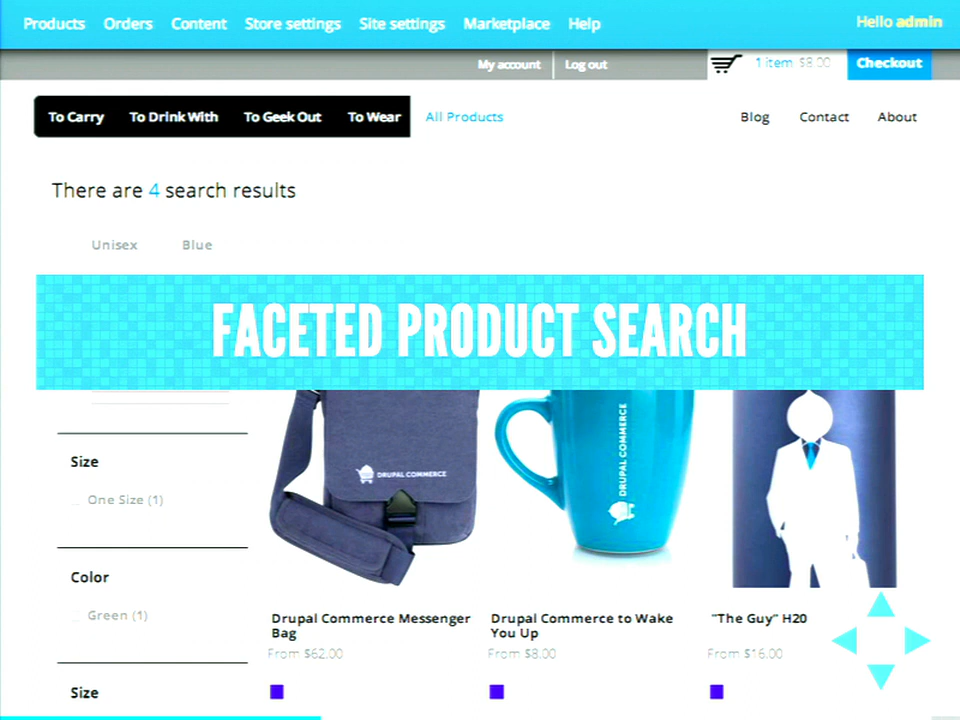 Products Orders Content Store settings Site settings Marketplace Help Hello admin
My account Log out 1 item $8.00 Checkout
To Carry To Drink With To Geek Out To Wear All Products Blog Contact About
There are 4 search results
Unisex Blue
FACETED PRODUCT SEARCH
DRUPAL COMMERCE
DRUPAL COMMERCE
Size
One Size (1)
Color
Green (1)
Size
Drupal Commerce Messenger
Bag
From $62.00
Drupal Commerce to Wake
You Up
From $8.00
"The Guy" H20
From $16.00